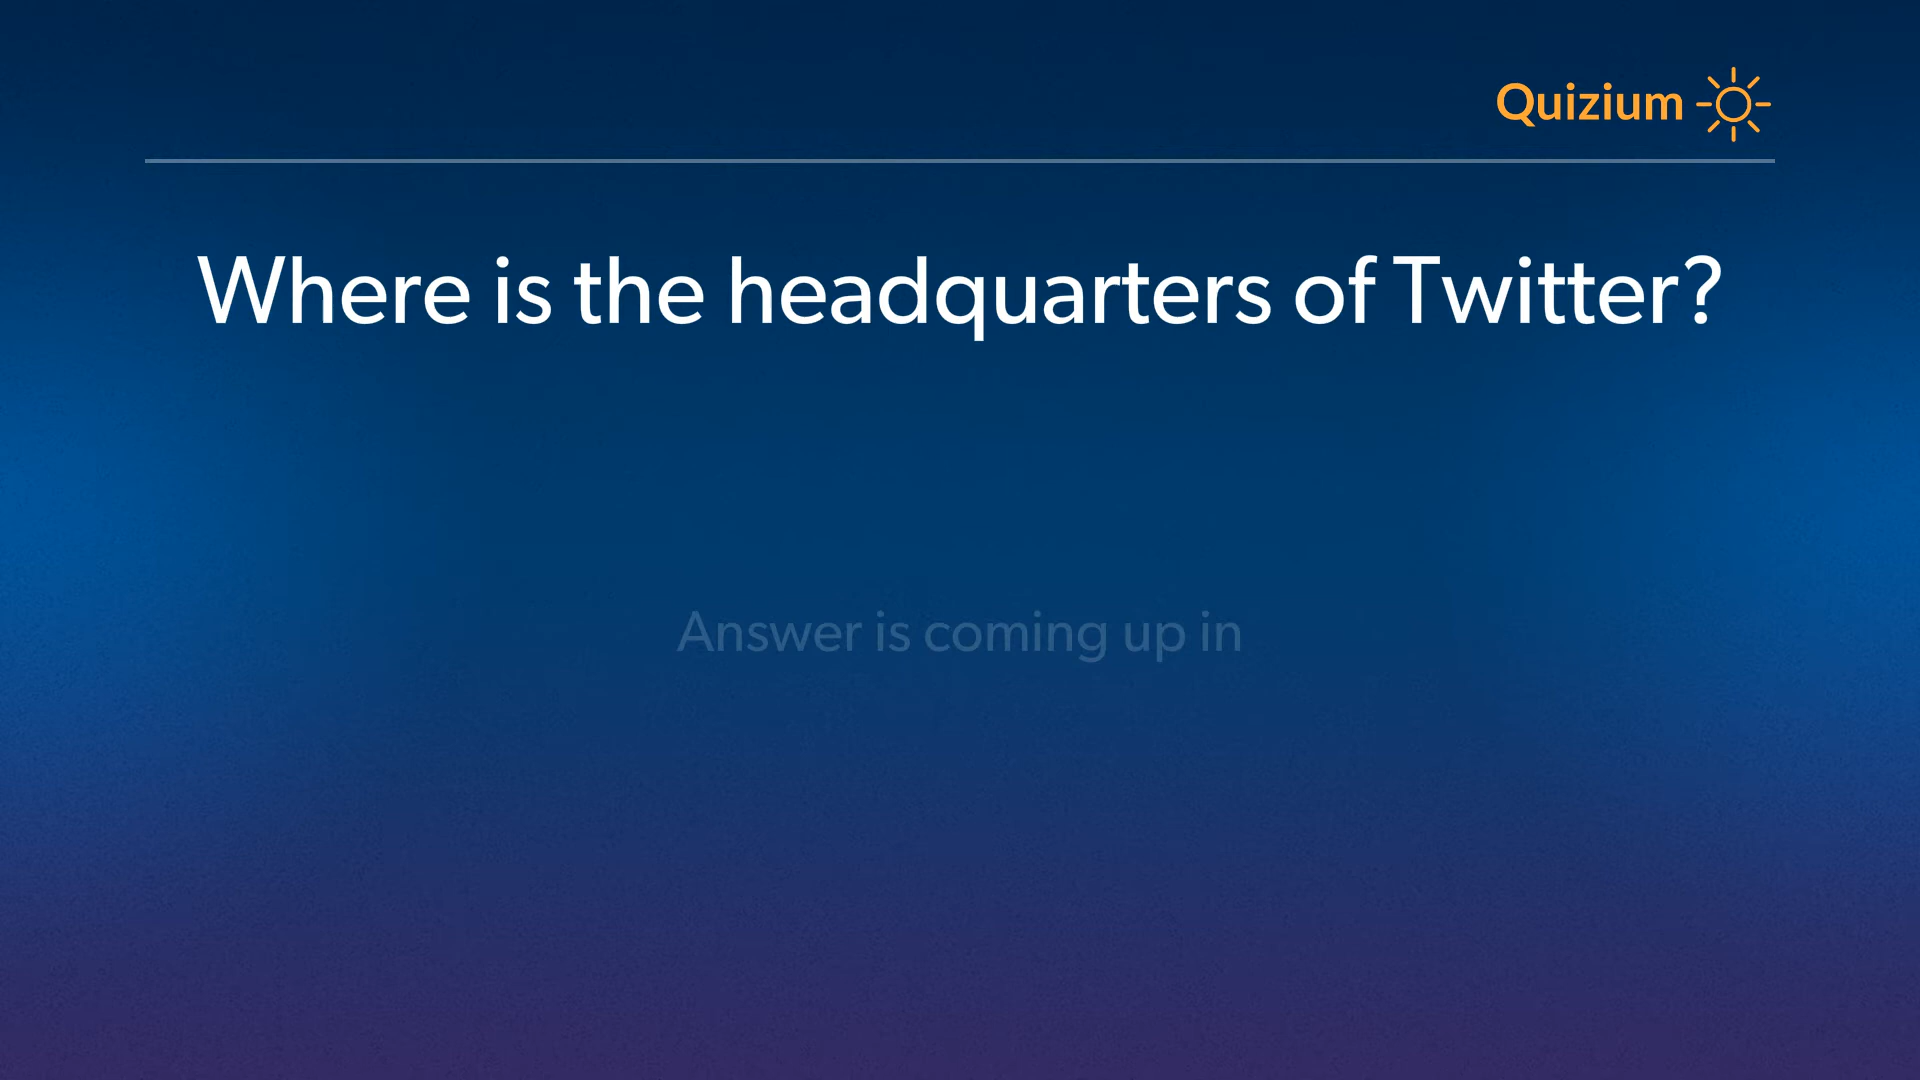 Quizium
Where is the headquarters of Twitter?
Answer is coming up in